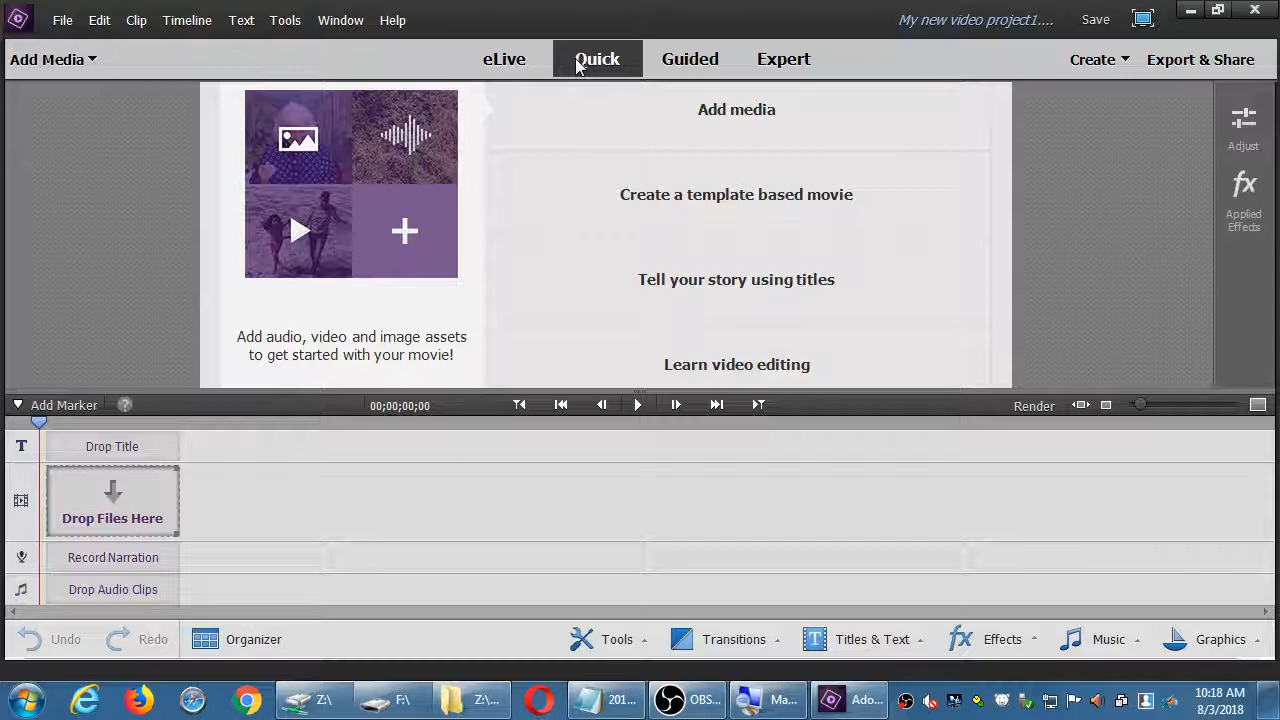 File Edit Clip Timeline Text Tools Window Help My new video project1.... Save
Add Media eLive Quick Guided Expert Create Export & Share
Add media
Create a template based movie
Tell your story using titles
Learn video editing
Add audio, video and image assets
to get started with your movie!
Adjust
fx
Applied
Effects
Add Marker ? 00;00;00;00 Render
T Drop Title
Drop Files Here
Record Narration
Drop Audio Clips
Undo Redo Organizer Tools T Titles & Text Transitions fx Effects Music Graphics
Z:\ F:\ Z:\... 201... OBS... Ma... Ado... 10:18 AM
8/3/2018